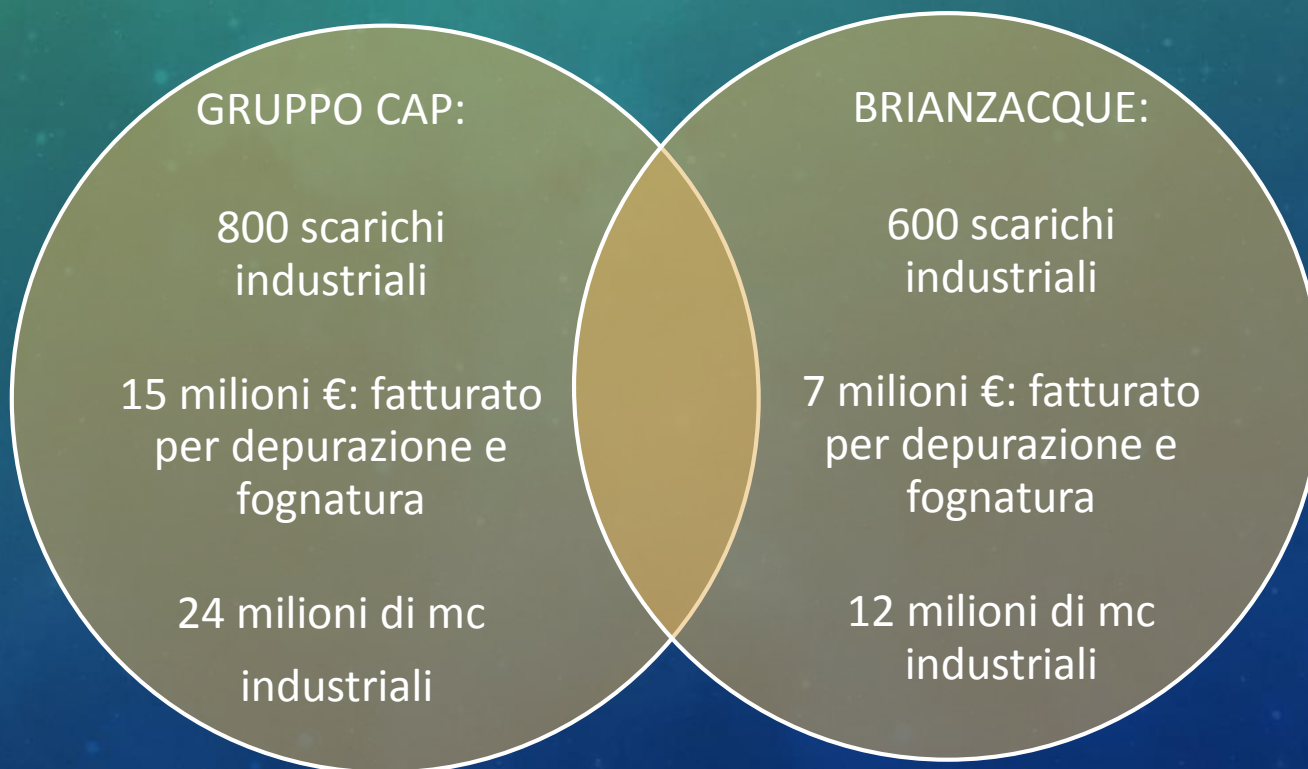 GRUPPO CAP:
800 scarichi
industriali
15 milioni €: fatturato
per depurazione e
fognatura
24 milioni di mc
industriali
BRIANZACQUE:
600 scarichi
industriali
7 milioni €: fatturato
per depurazione e
fognatura
12 milioni di mc
industriali